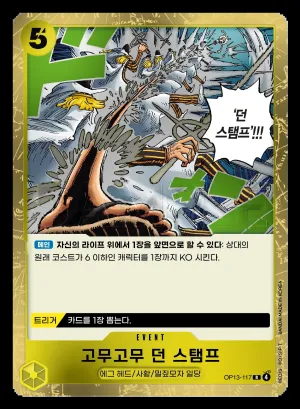 5
‘던
스탬프’!!!
메인 자신의 라이프 위에서 1장을 앞면으로 할 수 있다: 상대의
원래 코스트가 6 이하인 캐릭터를 1장까지 KO 시킨다.
트리거 카드를 1장 뽑는다.
EVENT
고무고무 던 스탬프
에그 헤드/사황/밀짚모자 일당
OP13-117 R